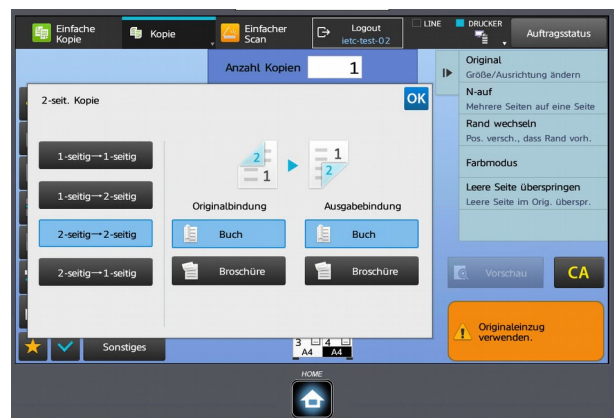 Einfache
Kopie
Kopie
Einfacher
Scan
Logout
ietc-test-02
LINE
DRUCKER
Auftragsstatus
Anzahl Kopien
1
Original
Größe/Ausrichtung ändern
N-auf
Mehrere Seiten auf eine Seite
Rand wechseln
Pos. versch., dass Rand vorh.
Farbmodus
Leere Seite überspringen
Leere Seite im Orig. überspr.
2-seit. Kopie
OK
1-seitig→1-seitig
1-seitig→2-seitig
2-seitig→2-seitig
2-seitig→1-seitig
2
1
1
2
Originalbindung
Ausgabebindung
Buch
Buch
Broschüre
Broschüre
Vorschau
CA
Originaleinzug
verwenden.
Sonstiges
3
4
A4
A4
HOME